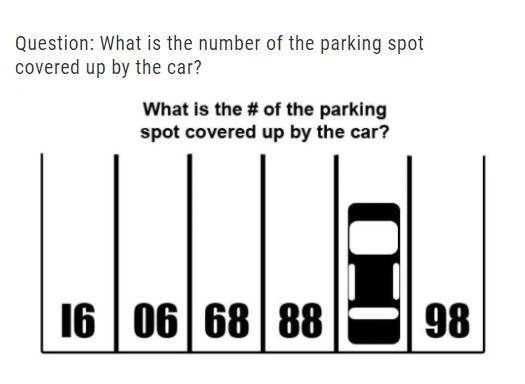 Question: What is the number of the parking spot
covered up by the car?
What is the # of the parking
spot covered up by the car?
16 06 68 88 98